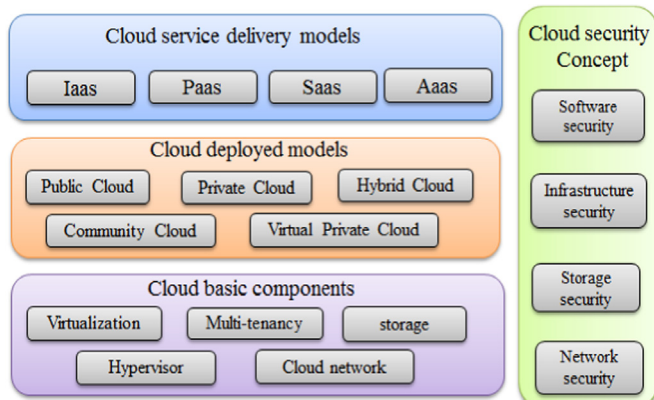 Cloud service delivery models
Iaas Paas Saas Aaas
Cloud deployed models
Public Cloud Private Cloud Hybrid Cloud
Community Cloud Virtual Private Cloud
Cloud basic components
Virtualization Multi-tenancy storage
Hypervisor Cloud network
Cloud security
Concept
Software
security
Infrastructure
security
Storage
security
Network
security